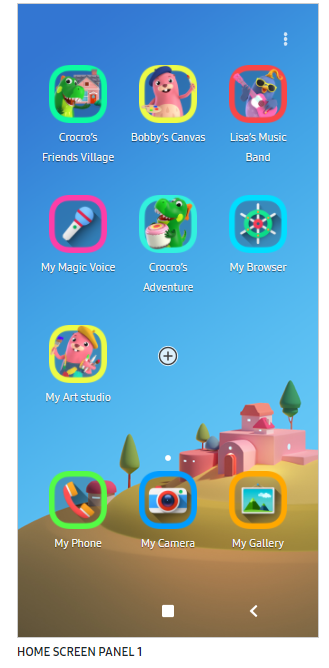 Crocro's
Friends Village
Bobby's Canvas
Lisa's Music
Band
My Magic Voice
Crocro's
Adventure
My Browser
My Art studio
My Phone
My Camera
My Gallery
HOME SCREEN PANEL 1